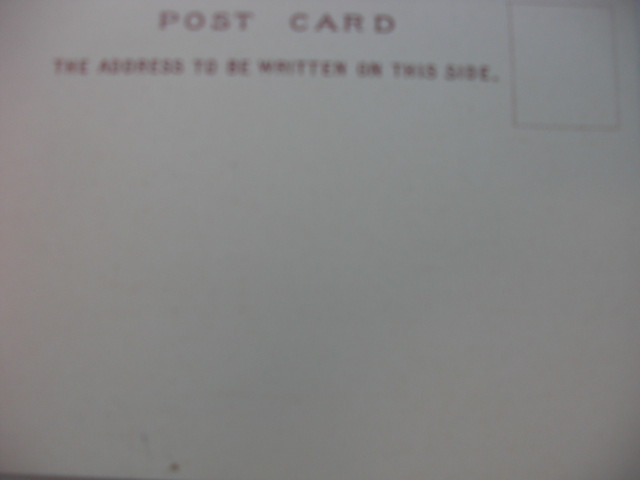 POST CARD
THE ADDRESS TO BE WRITTEN ON THIS SIDE.